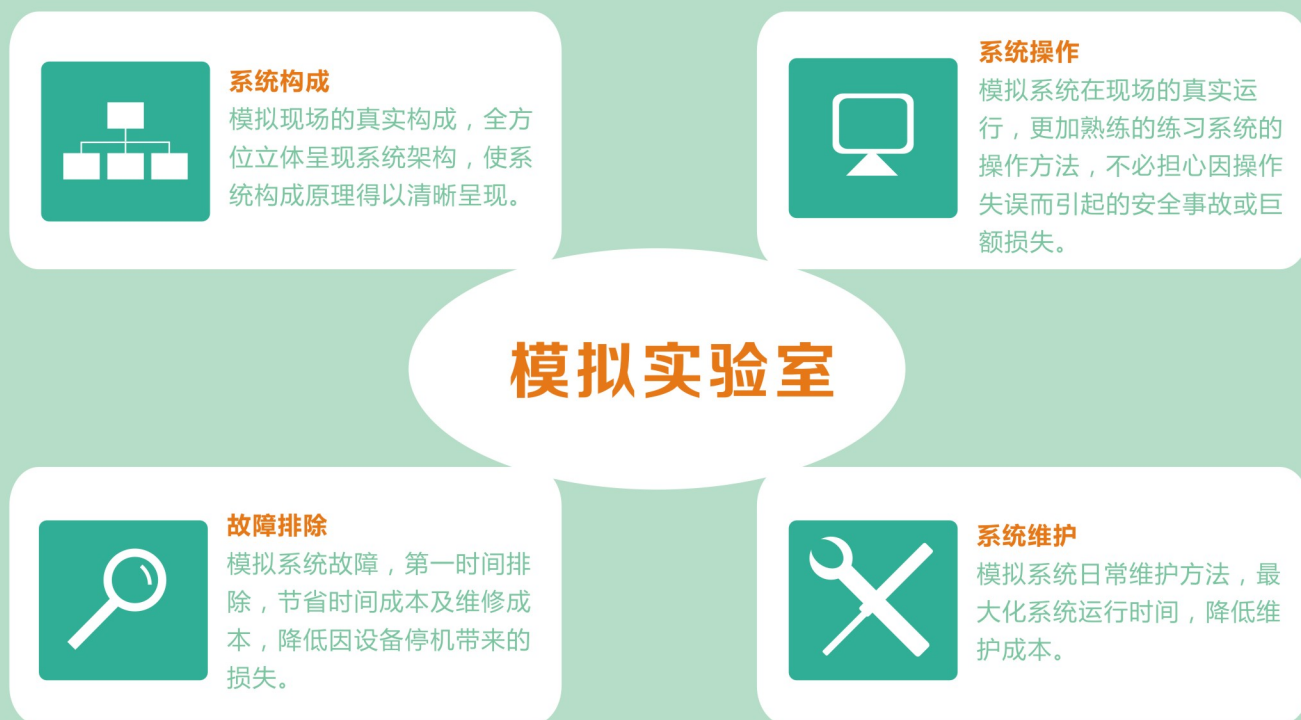 系统构成
模拟现场的真实构成，全方
位立体呈现系统架构，使系
统构成原理得以清晰呈现。
系统操作
模拟系统在现场的真实运
行，更加熟练的练习系统的
操作方法，不必担心因操作
失误而引起的安全事故或巨
额损失。
模拟实验室
故障排除
模拟系统故障，第一时间排
除，节省时间成本及维修成
本，降低因设备停机带来的
损失。
系统维护
模拟系统日常维护方法，最
大化系统运行时间，降低维
护成本。